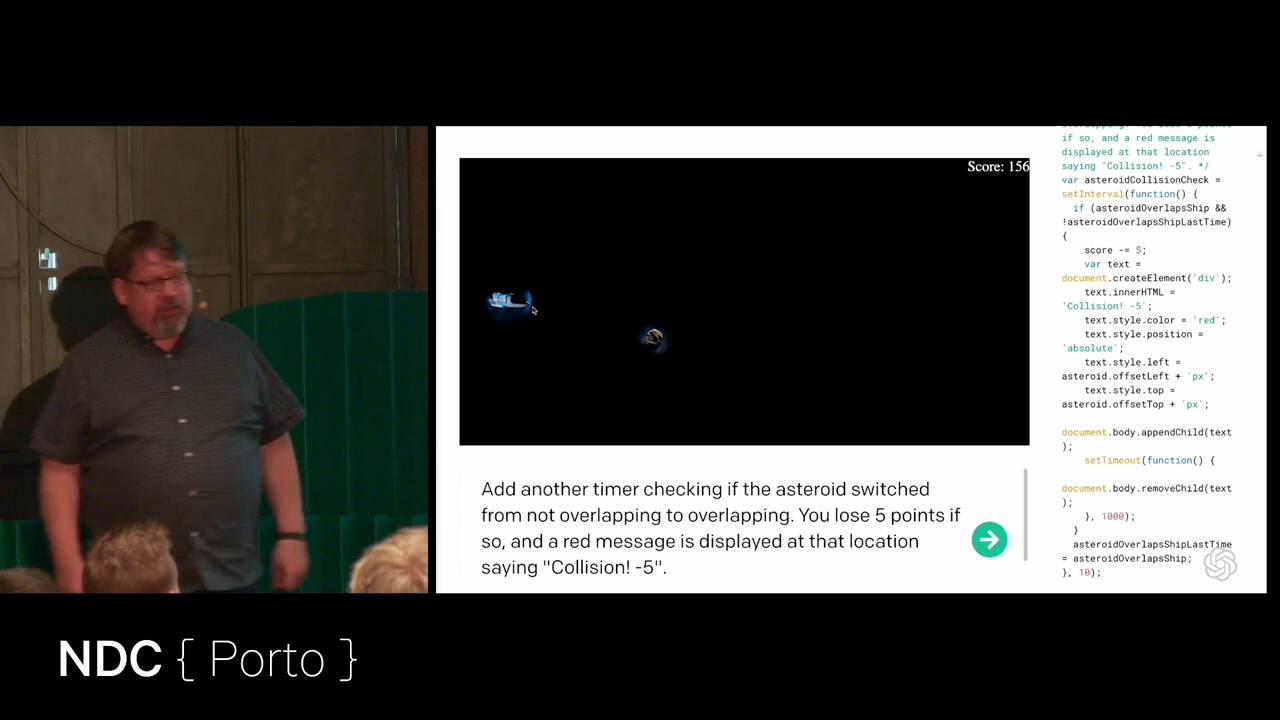 Score: 156
Add another timer checking if the asteroid switched
from not overlapping to overlapping. You lose 5 points if
so, and a red message is displayed at that location
saying "Collision! -5".
if so, and a red message is
displayed at that location
saying "Collision! -5". */
var asteroidCollisionCheck =
setInterval(function() {
if (asteroidOverlapsShip &&
!asteroidOverlapsShipLastTime)
{
score -= 5;
var text =
document.createElement('div');
text.innerHTML =
'Collision! -5';
text.style.color = 'red';
text.style.position =
'absolute';
text.style.left =
asteroid.offsetLeft + 'px';
text.style.top =
asteroid.offsetTop + 'px';
document.body.appendChild(text
);
setTimeout(function() {
document.body.removeChild(text
);
}, 1000);
}
asteroidOverlapsShipLastTime
= asteroidOverlapsShip;
}, 10);
NDC { Porto }